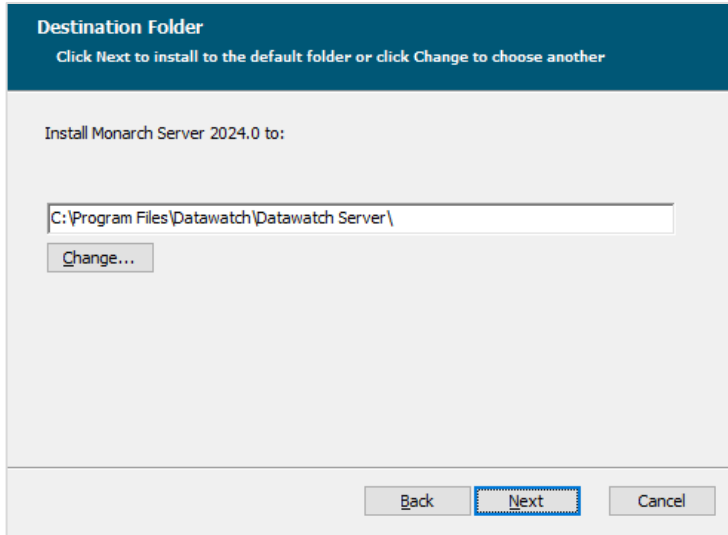 Destination Folder
Click Next to install to the default folder or click Change to choose another
Install Monarch Server 2024.0 to:
C:\Program Files\Datawatch\Datawatch Server\
Change...
Back Next Cancel